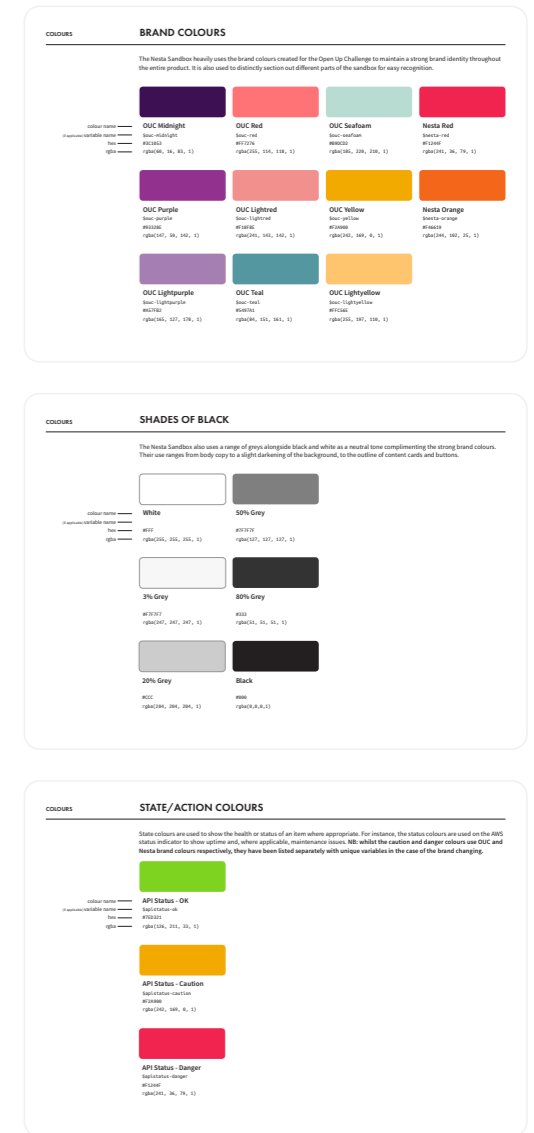 COLOURS
BRAND COLOURS
The Nesta Sandbox heavily uses the brand colours created for the Open Up Challenge to maintain a strong brand identity throughout
the entire product. It is also used to distinctly section out different parts of the sandbox for easy recognition.
colour name
(if applicable) variable name
hex
rgba
OUC Midnight
$ouc-midnight
#3C1053
rgba(60, 16, 83, 1)
OUC Red
$ouc-red
#FF7276
rgba(255, 114, 118, 1)
OUC Seafoam
$ouc-seafoam
#B9DCD2
rgba(185, 220, 210, 1)
Nesta Red
$nesta-red
#F1244F
rgba(241, 36, 79, 1)
OUC Purple
$ouc-purple
#93328E
rgba(147, 50, 142, 1)
OUC Lightred
$ouc-lightred
#F18F8E
rgba(241, 143, 142, 1)
OUC Yellow
$ouc-yellow
#F2A900
rgba(242, 169, 0, 1)
Nesta Orange
$nesta-orange
#F46619
rgba(244, 102, 25, 1)
OUC Lightpurple
$ouc-lightpurple
#A57FB2
rgba(165, 127, 178, 1)
OUC Teal
$ouc-teal
#5497A1
rgba(84, 151, 161, 1)
OUC Lightyellow
$ouc-lightyellow
#FFC56E
rgba(255, 197, 110, 1)
COLOURS
SHADES OF BLACK
The Nesta Sandbox also uses a range of greys alongside black and white as a neutral tone complimenting the strong brand colours.
Their use ranges from body copy to a slight darkening of the background, to the outline of content cards and buttons.
colour name
(if applicable) variable name
hex
rgba
White
#FFF
rgba(255, 255, 255, 1)
50% Grey
#7F7F7F
rgba(127, 127, 127, 1)
3% Grey
#F7F7F7
rgba(247, 247, 247, 1)
80% Grey
#333
rgba(51, 51, 51, 1)
20% Grey
#CCC
rgba(204, 204, 204, 1)
Black
#000
rgba(0,0,0,1)
COLOURS
STATE/ACTION COLOURS
State colours are used to show the health or status of an item where appropriate. For instance, the status colours are used on the AWS
status indicator to show uptime and, where applicable, maintenance issues. NB: whilst the caution and danger colours use OUC and
Nesta brand colours respectively, they have been listed separately with unique variables in the case of the brand changing.
colour name
(if applicable) variable name
hex
rgba
API Status - OK
$apistatus-ok
#7ED321
rgba(126, 211, 33, 1)
API Status - Caution
$apistatus-caution
#F2A900
rgba(242, 169, 0, 1)
API Status - Danger
$apistatus-danger
#F1244F
rgba(241, 36, 79, 1)